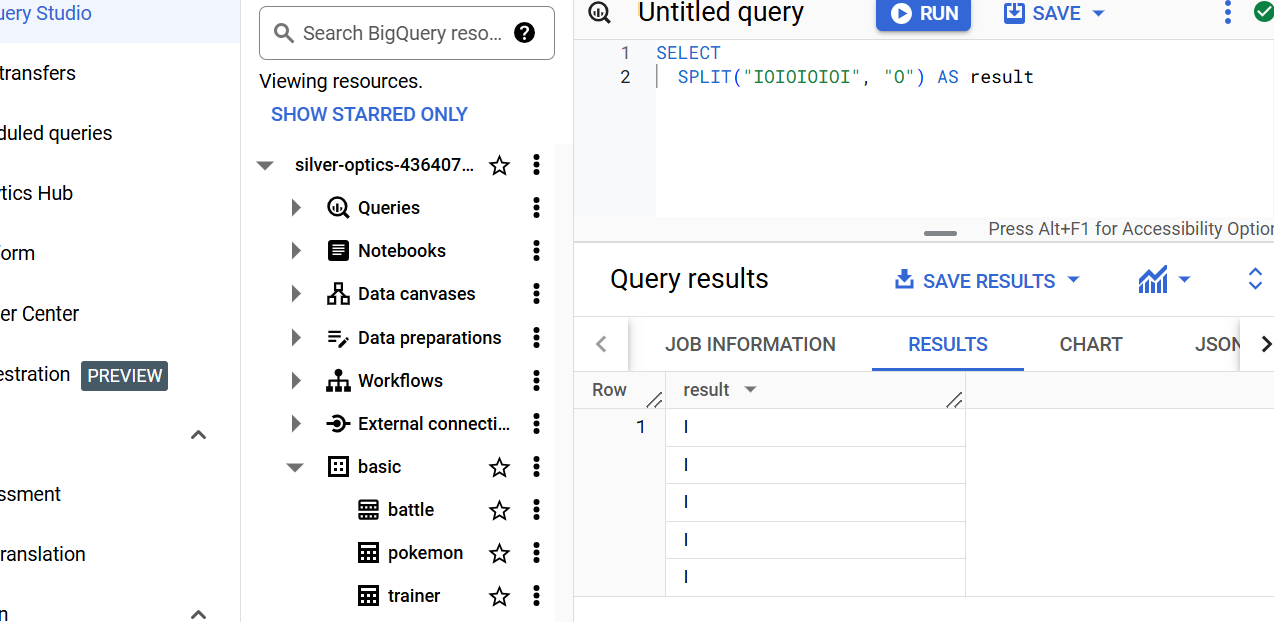 uery Studio
transfers
duled queries
tics Hub
orm
er Center
estration PREVIEW
ssment
ranslation
n
Search BigQuery reso... ?
Viewing resources.
SHOW STARRED ONLY
silver-optics-436407...
Queries
Notebooks
Data canvases
Data preparations
Workflows
External connecti...
basic
battle
pokemon
trainer
Untitled query RUN SAVE
1 SELECT
2 SPLIT("IOIOIOIOI", "O") AS result
Press Alt+F1 for Accessibility Option
Query results SAVE RESULTS
JOB INFORMATION RESULTS CHART JSON
Row result
1 I
I
I
I
I